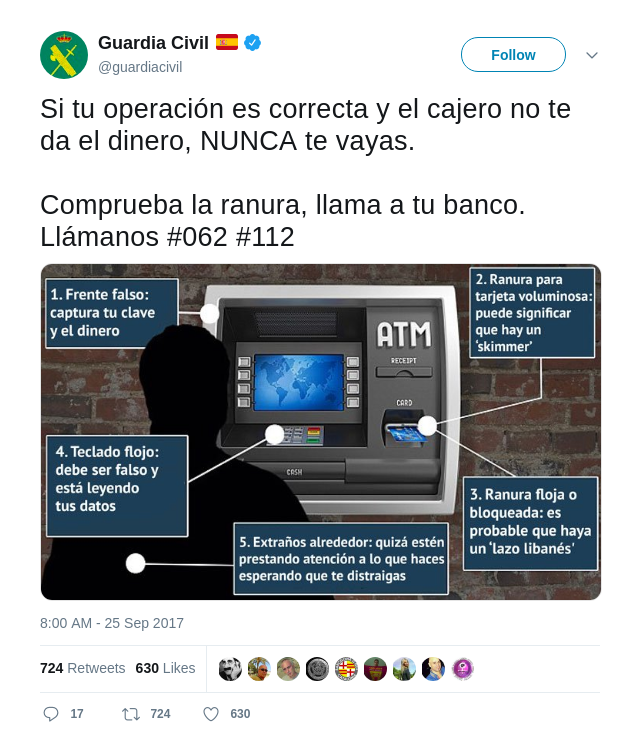 Guardia Civil
@guardiacivil
Follow
Si tu operación es correcta y el cajero no te
da el dinero, NUNCA te vayas.
Comprueba la ranura, llama a tu banco.
Llámanos #062 #112
1. Frente falso:
captura tu clave
y el dinero
2. Ranura para
tarjeta voluminosa:
puede significar
que hay un
‘skimmer’
ATM
RECEIPT
CARD
CASH
4. Teclado flojo:
debe ser falso y
está leyendo
tus datos
3. Ranura floja o
bloqueada: es
probable que haya
un ‘lazo libanés’
5. Extraños alrededor: quizá estén
prestando atención a lo que haces
esperando que te distraigas
8:00 AM - 25 Sep 2017
724 Retweets 630 Likes
17 724 630